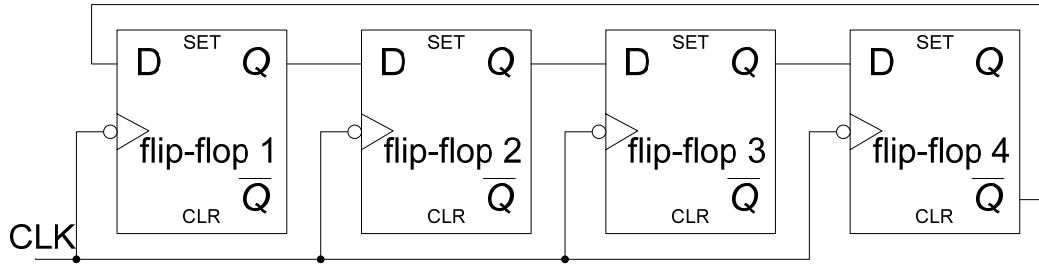 SET SET SET SET
D Q D Q D Q D Q
flip-flop 1 flip-flop 2 flip-flop 3 flip-flop 4
Q̅ Q̅ Q̅ Q̅
CLR CLR CLR CLR
CLK